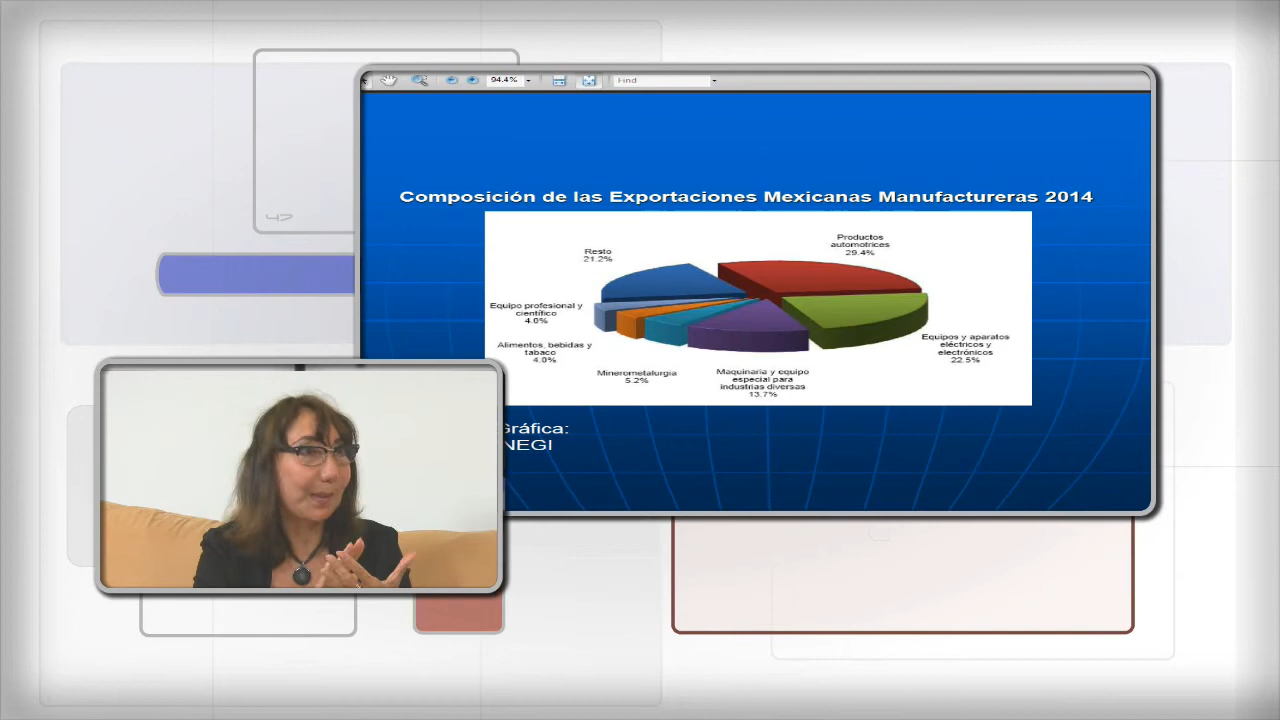 94.4%
Find
47
Composición de las Exportaciones Mexicanas Manufactureras 2014
Productos
automotrices
29.4%
Resto
21.2%
Equipo profesional y
científico
4.0%
Equipos y aparatos
eléctricos y
electrónicos
22.5%
Alimentos, bebidas y
tabaco
4.0%
Minerometalurgia
5.2%
Maquinaria y equipo
especial para
industrias diversas
13.7%
Gráfica:
NEGI